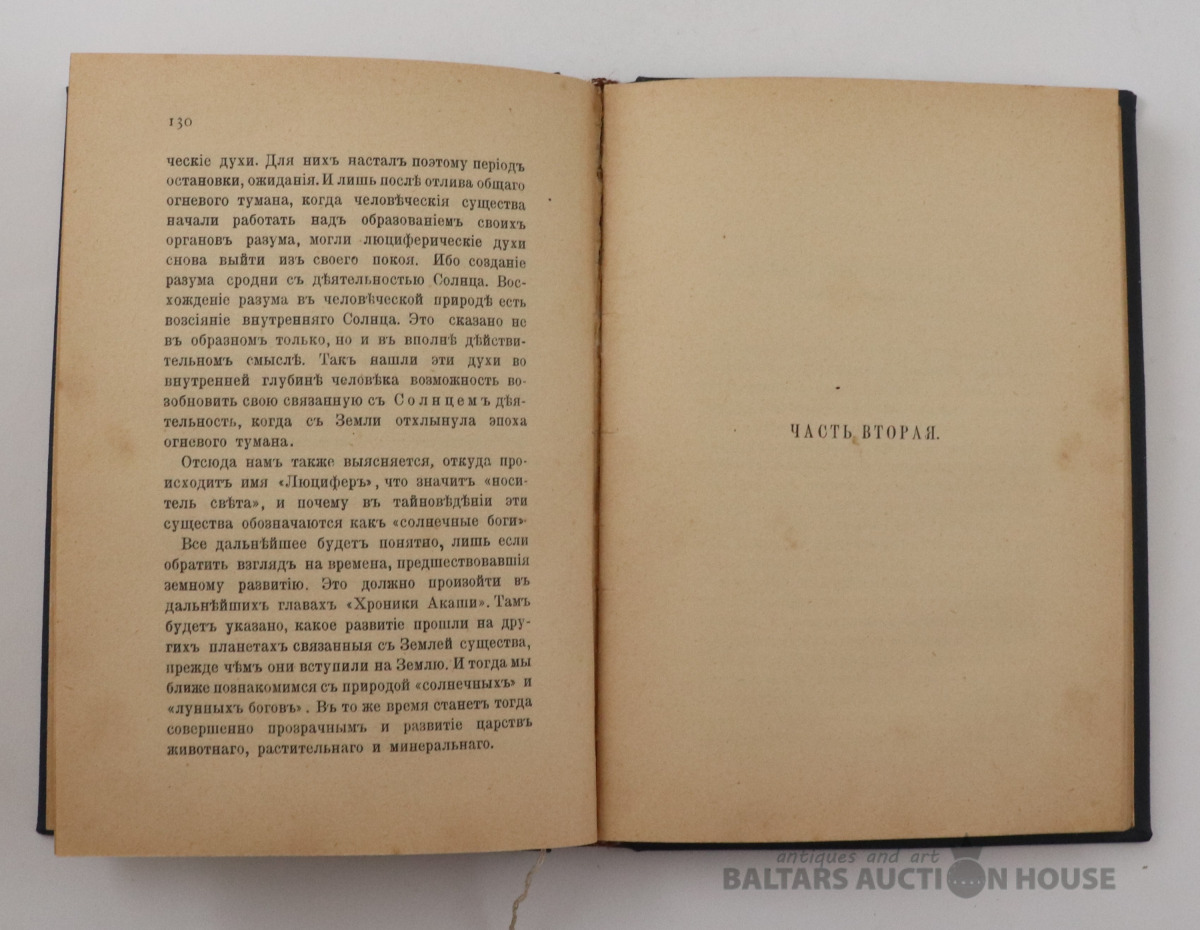 130
ческіе духи. Для нихъ насталъ поэтому періодъ
остановки, ожиданія. И лишь послѣ отлива общаго
огневого тумана, когда человѣческія существа
начали работать надъ образованіемъ своихъ
органовъ разума, могли люциферическіе духи
снова выйти изъ своего покоя. Ибо созданіе
разума сродни съ дѣятельностью Солнца. Вос-
хожденіе разума въ человѣческой природѣ есть
возсіяніе внутренняго Солнца. Это сказано не
въ образномъ только, но и въ вполнѣ дѣйстви-
тельномъ смыслѣ. Такъ нашли эти духи во
внутренней глубинѣ человѣка возможность во-
зобновить свою связанную съ Солнцемъ дѣя-
тельность, когда съ Земли отхлынула эпоха
огневого тумана.
Отсюда намъ также выясняется, откуда про-
исходитъ имя «Люциферъ», что значитъ «носи-
тель свѣта», и почему въ тайновѣдѣніи эти
существа обозначаются какъ «солнечные боги»·
Все дальнѣйшее будетъ понятно, лишь если
обратить взглядъ на времена, предшествовавшія
земному развитію. Это должно произойти въ
дальнѣйшихъ главахъ «Хроники Акаши». Тамъ
будетъ указано, какое развитіе прошли на дру-
гихъ планетахъ связанныя съ Землей существа,
прежде чѣмъ они вступили на Землю. И тогда мы
ближе познакомимся съ природой «солнечныхъ» и
«лунныхъ боговъ». Въ то же время станетъ тогда
совершенно прозрачнымъ и развитіе царствъ
животнаго, растительнаго и минеральнаго.
ЧАСТЬ ВТОРАЯ.
antiques and art
BALTARS AUCTION HOUSE